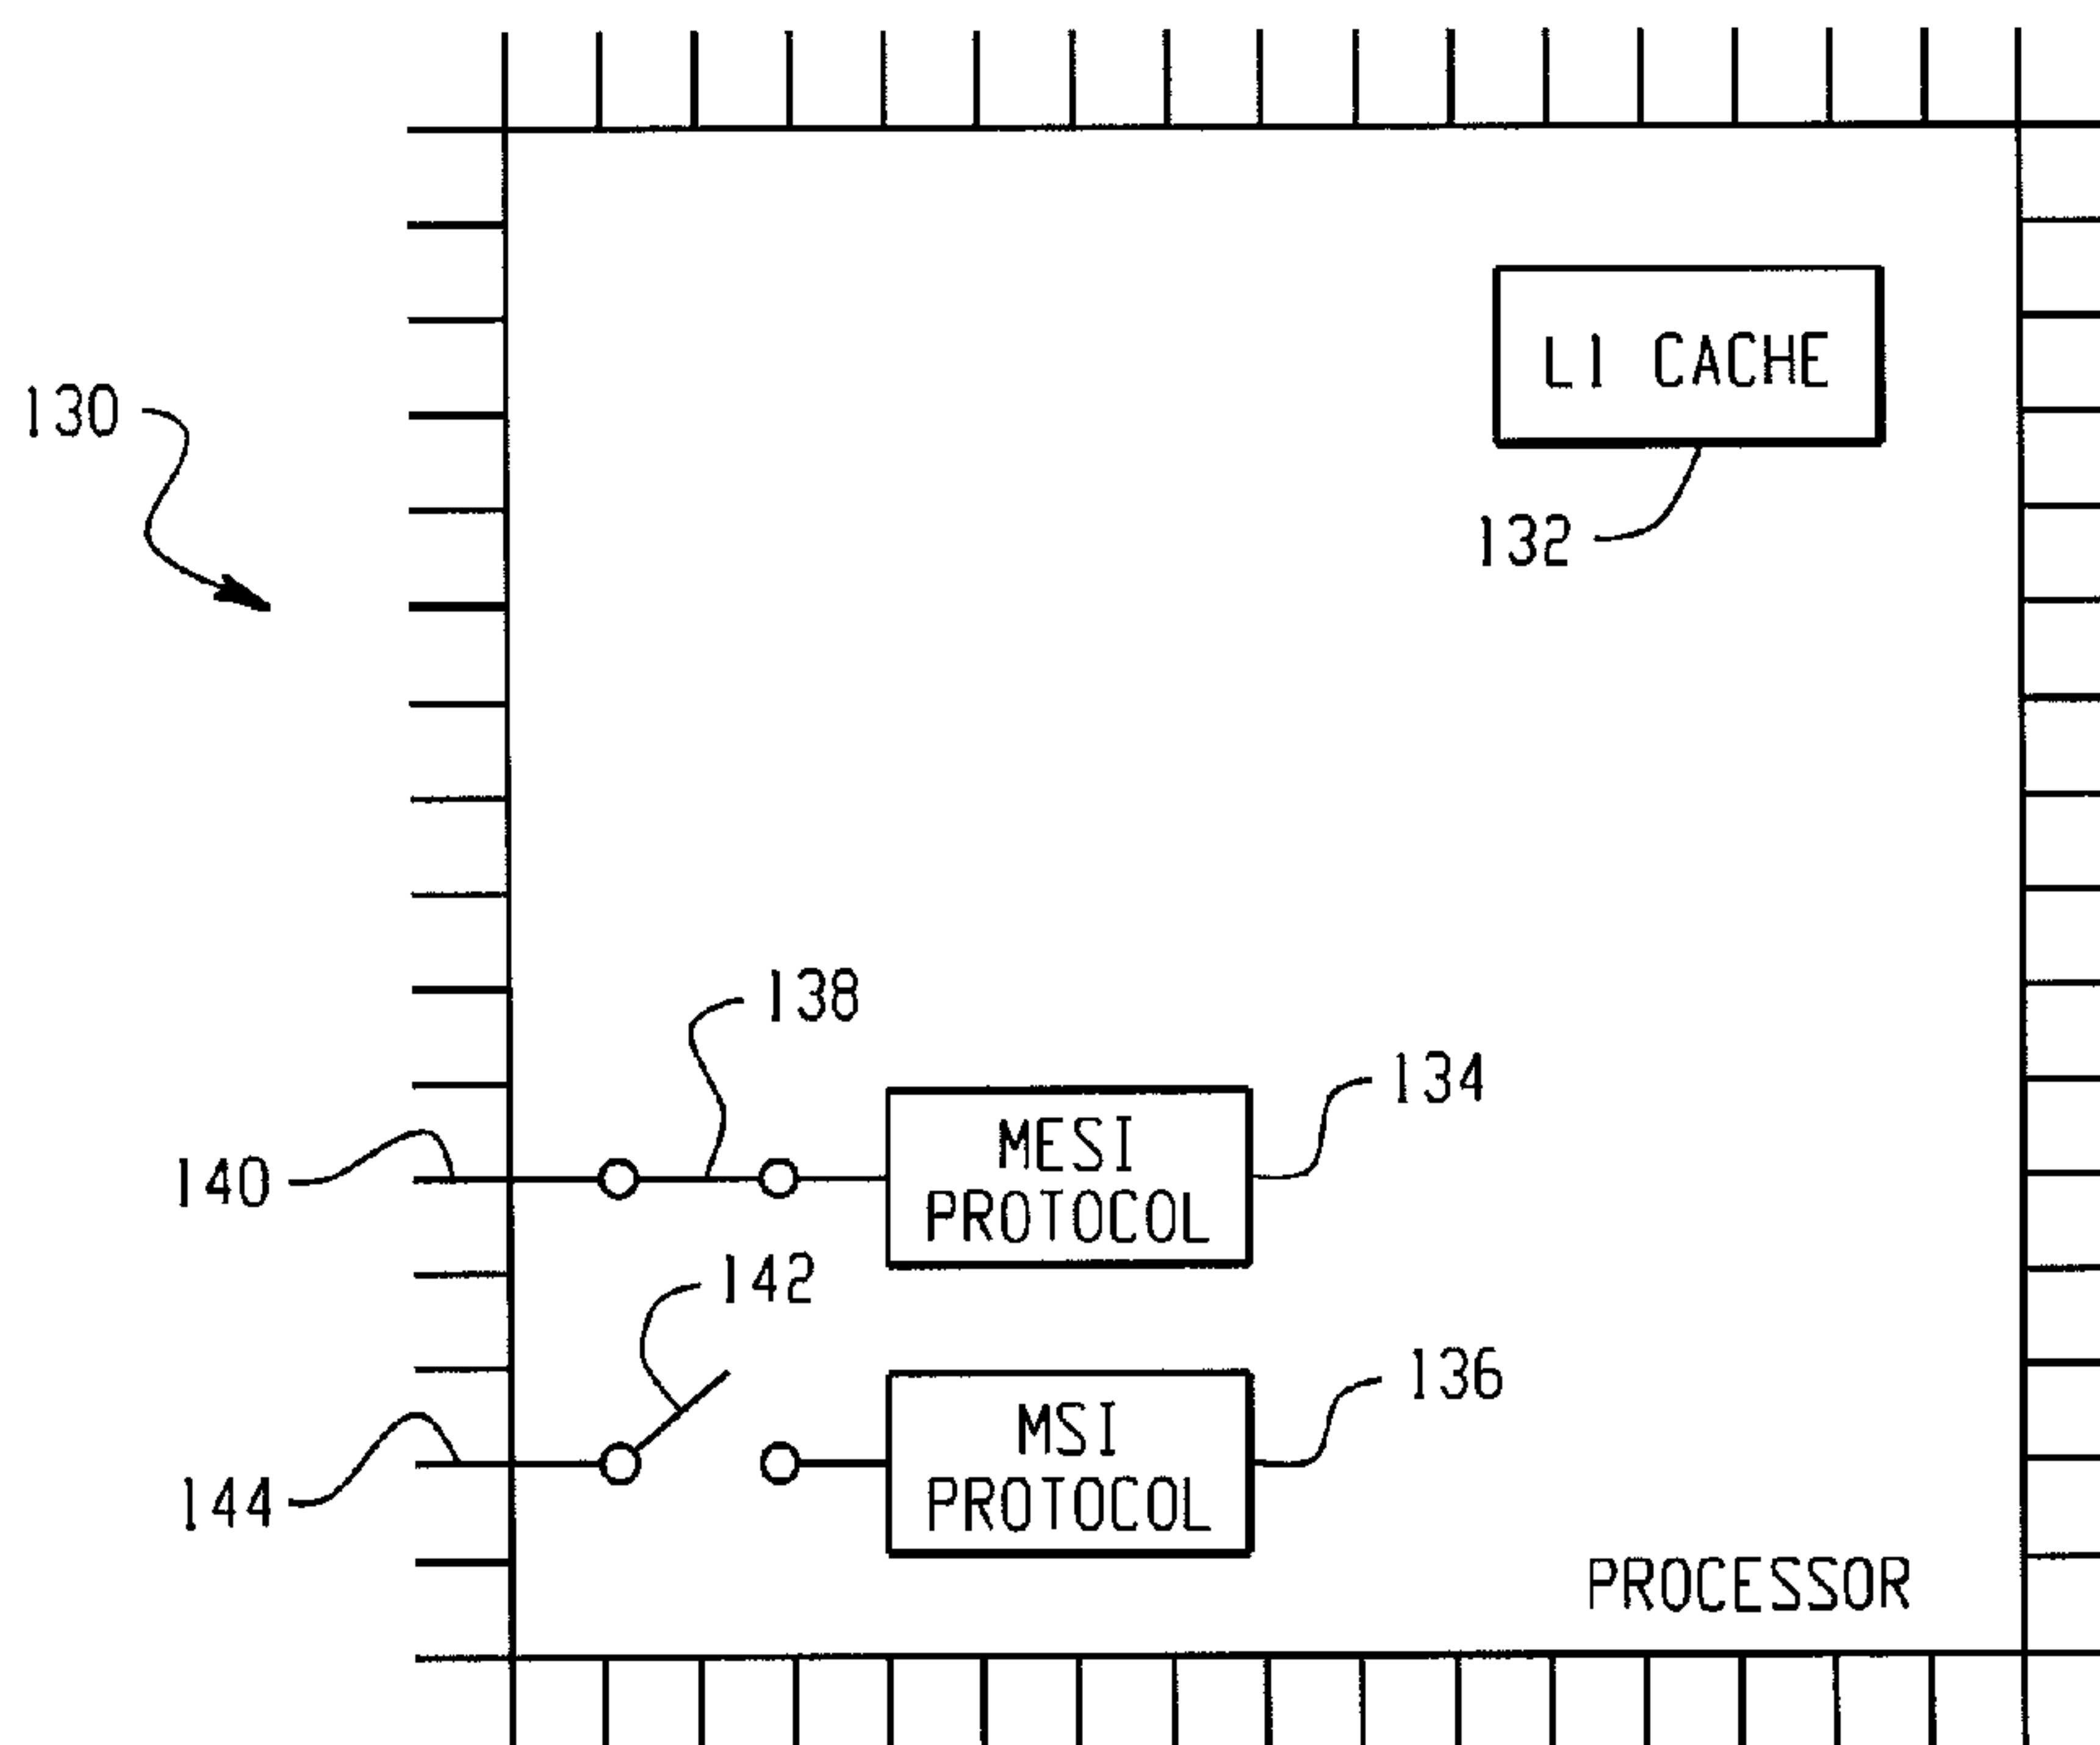 L1 CACHE
130
132
138
134
MESI
PROTOCOL
140
142
136
MSI
PROTOCOL
144
PROCESSOR